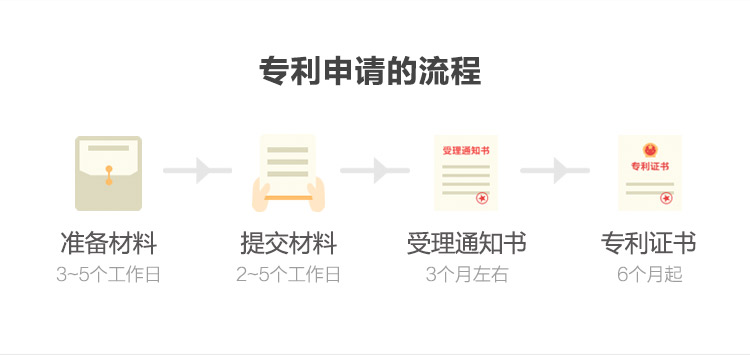 专利申请的流程
受理通知书
专利证书
准备材料
提交材料
受理通知书
专利证书
3~5个工作日
2~5个工作日
3个月左右
6个月起